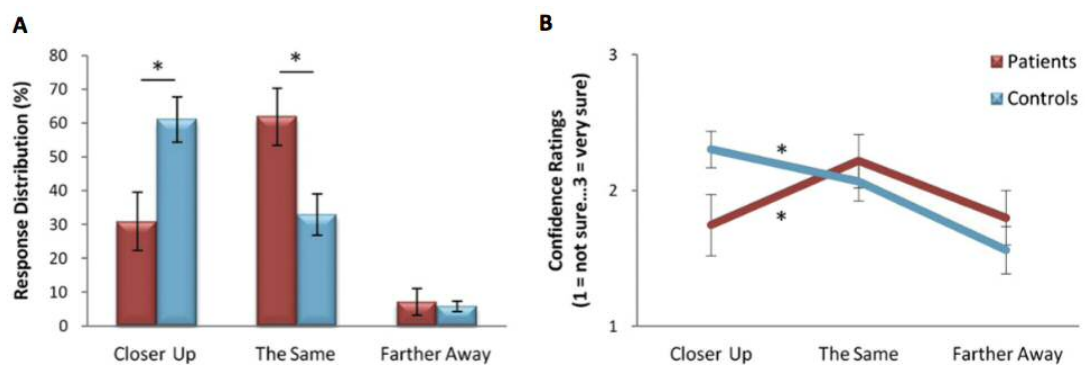 A
Response Distribution (%)
80
70
60
50
40
30
20
10
0
*
*
Closer Up
The Same
Farther Away
B
Confidence Ratings
(1 = not sure...3 = very sure)
3
2
1
*
*
Patients
Controls
Closer Up
The Same
Farther Away